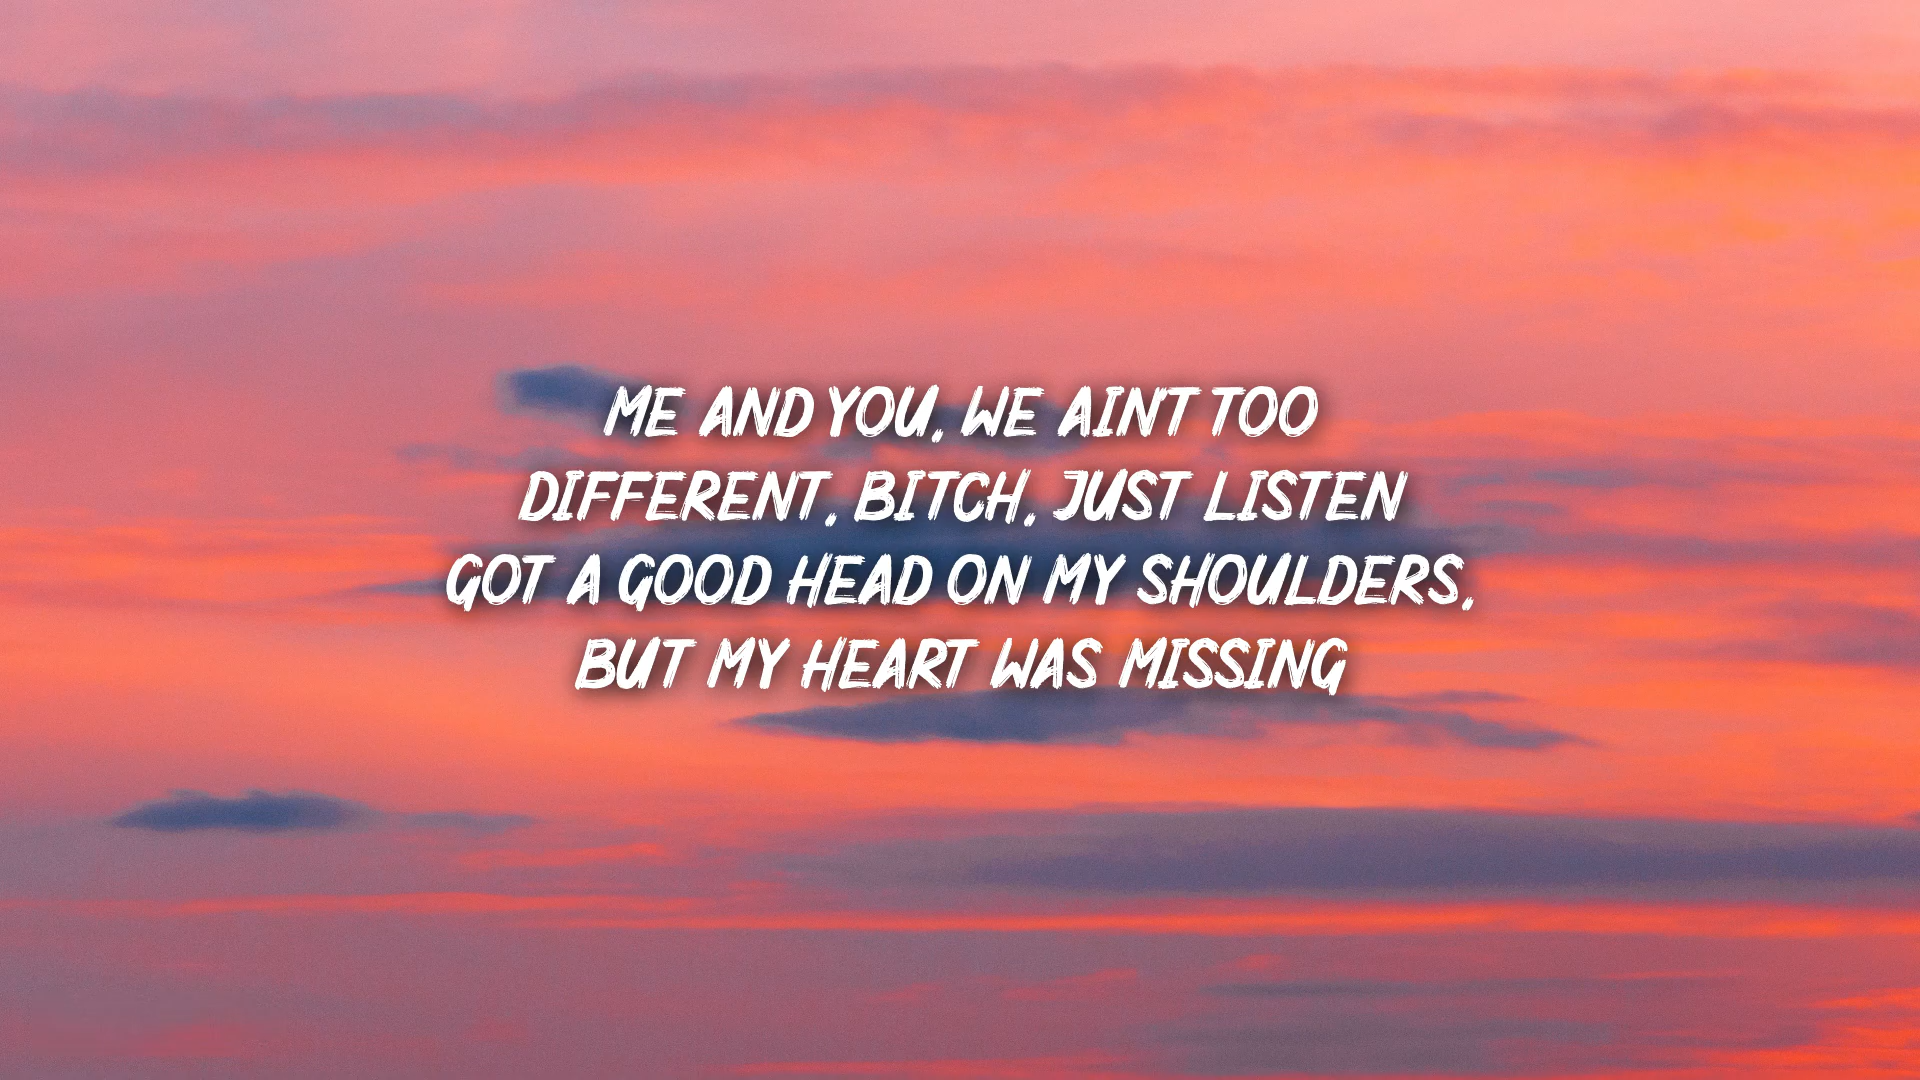 ME AND YOU, WE AINT TOO
DIFFERENT, BITCH, JUST LISTEN
GOT A GOOD HEAD ON MY SHOULDERS,
BUT MY HEART WAS MISSING